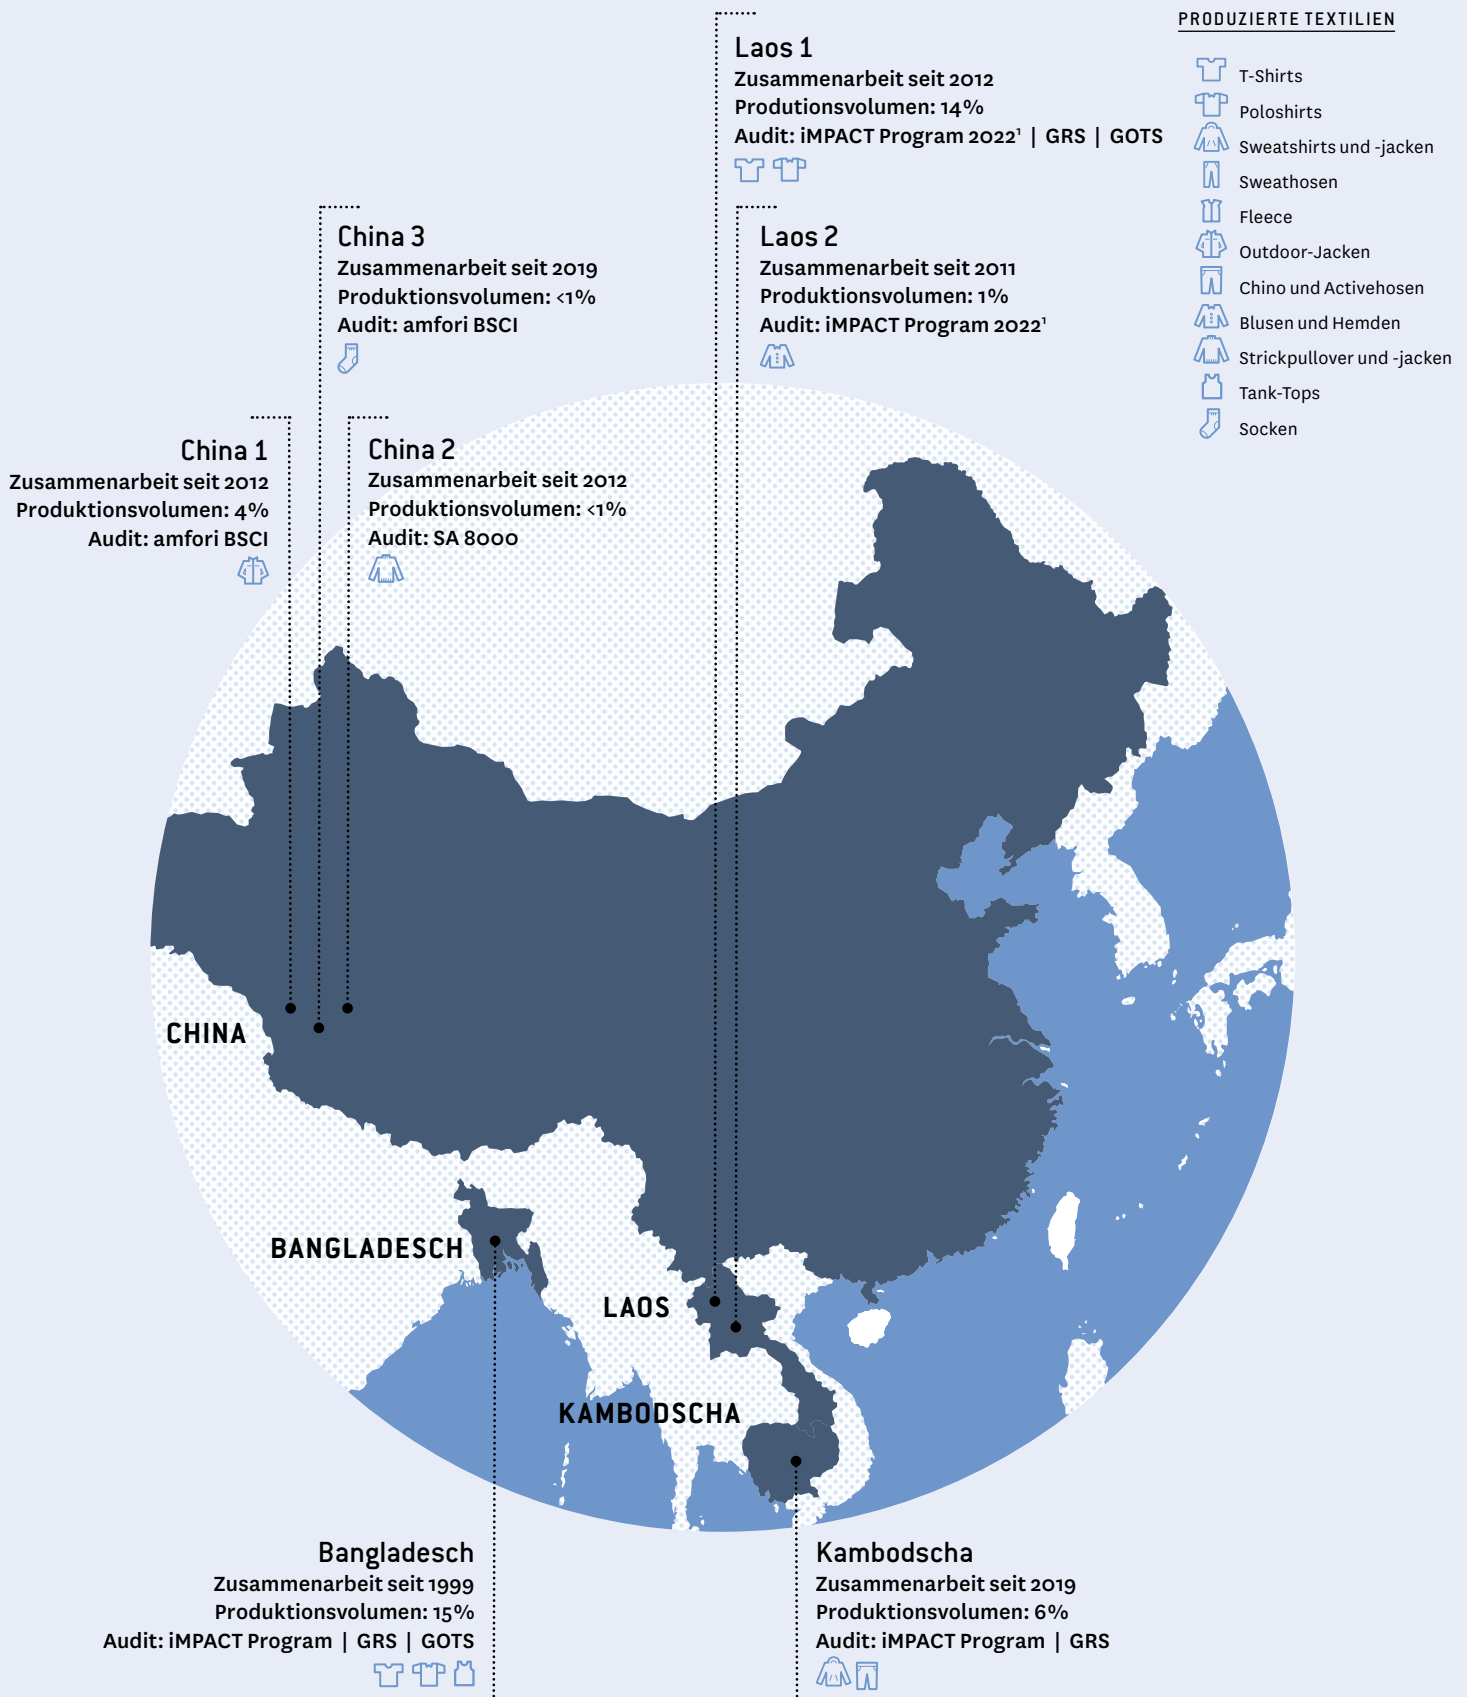 PRODUZIERTE TEXTILIEN
T-Shirts
Poloshirts
Sweatshirts und -jacken
Sweathosen
Fleece
Outdoor-Jacken
Chino und Activehosen
Blusen und Hemden
Strickpullover und -jacken
Tank-Tops
Socken
Laos 1
Zusammenarbeit seit 2012
Produtionsvolumen: 14%
Audit: iMPACT Program 2022¹ | GRS | GOTS
China 3
Zusammenarbeit seit 2019
Produktionsvolumen: <1%
Audit: amfori BSCI
Laos 2
Zusammenarbeit seit 2011
Produktionsvolumen: 1%
Audit: iMPACT Program 2022¹
China 1
Zusammenarbeit seit 2012
Produktionsvolumen: 4%
Audit: amfori BSCI
China 2
Zusammenarbeit seit 2012
Produktionsvolumen: <1%
Audit: SA 8000
CHINA
BANGLADESCH
LAOS
KAMBODSCHA
Bangladesch
Zusammenarbeit seit 1999
Produktionsvolumen: 15%
Audit: iMPACT Program | GRS | GOTS
Kambodscha
Zusammenarbeit seit 2019
Produktionsvolumen: 6%
Audit: iMPACT Program | GRS